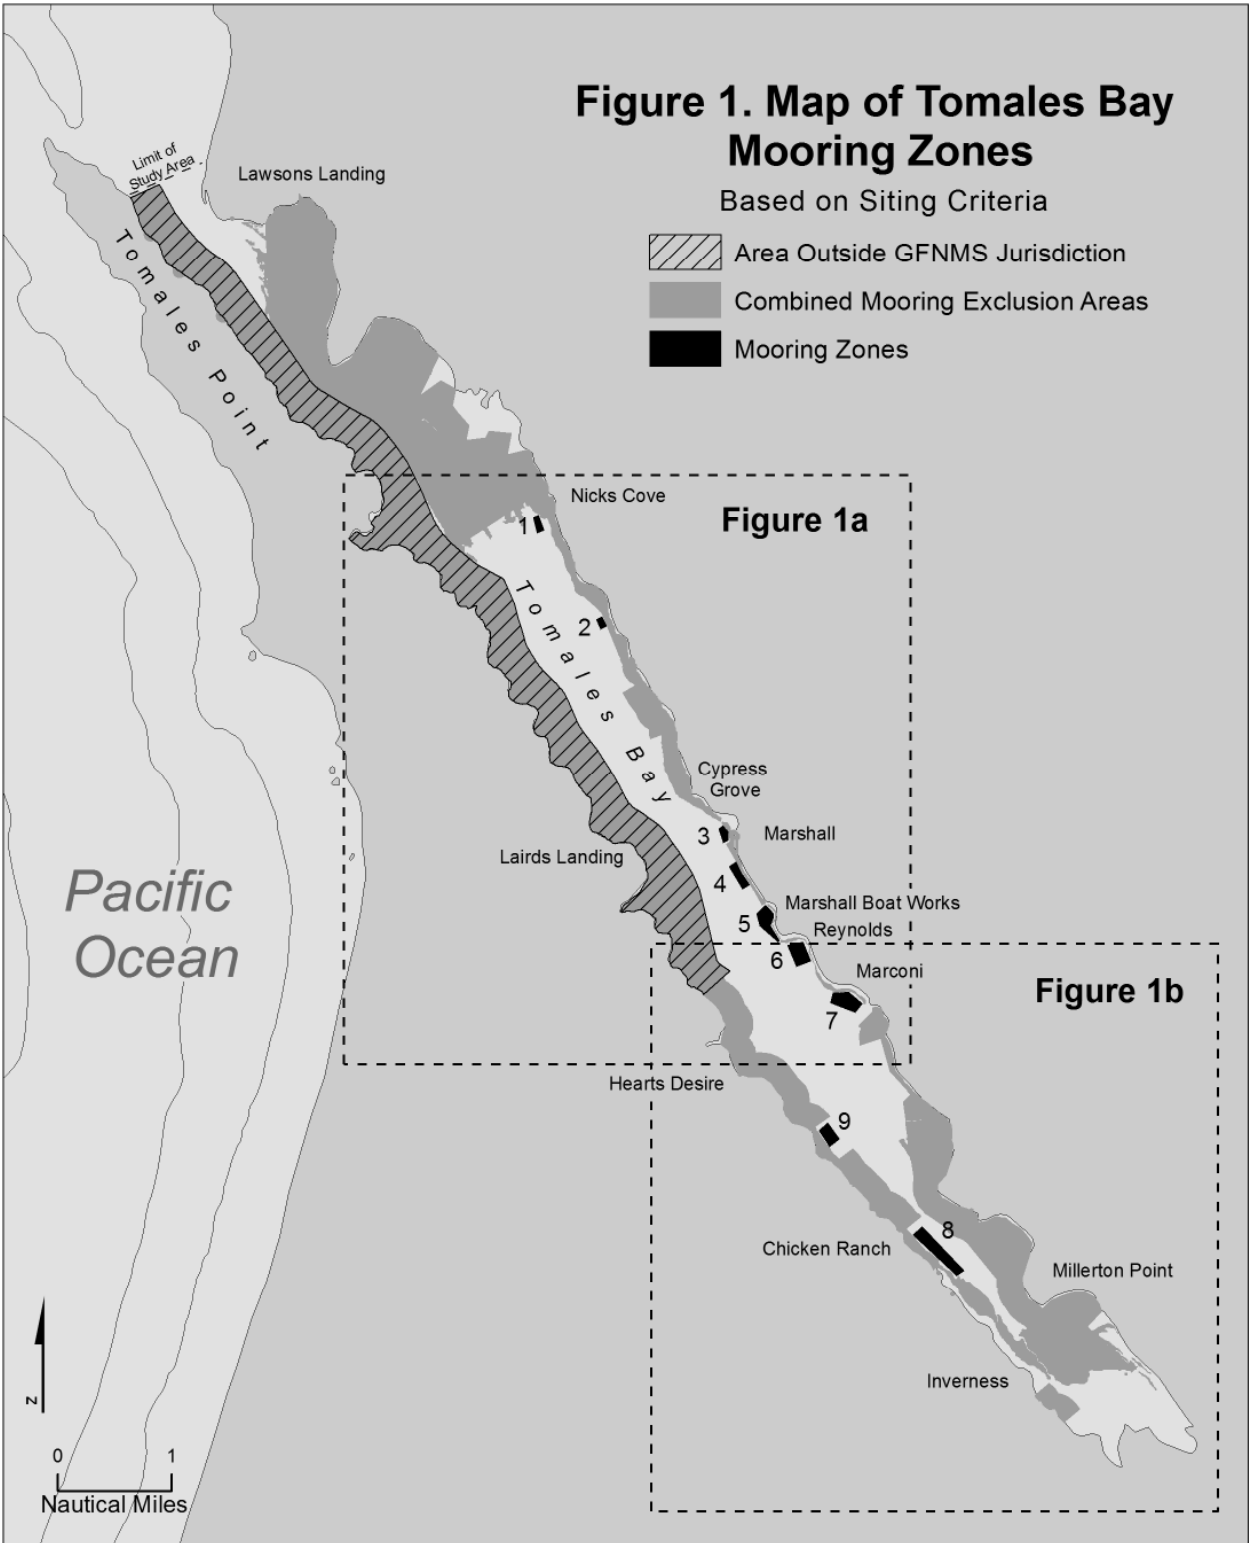 Figure 1. Map of Tomales Bay
Mooring Zones
Based on Siting Criteria
Area Outside GFNMS Jurisdiction
Combined Mooring Exclusion Areas
Mooring Zones
Limit of
Study Area
Lawsons Landing
Tomales Point
Nicks Cove
Figure 1a
1
Tomales Bay
2
Cypress
Grove
3
Marshall
Lairds Landing
4
Pacific
Ocean
Marshall Boat Works
5
Reynolds
6
Marconi
Figure 1b
7
Hearts Desire
9
8
Chicken Ranch
Millerton Point
Inverness
N
0 1
Nautical Miles